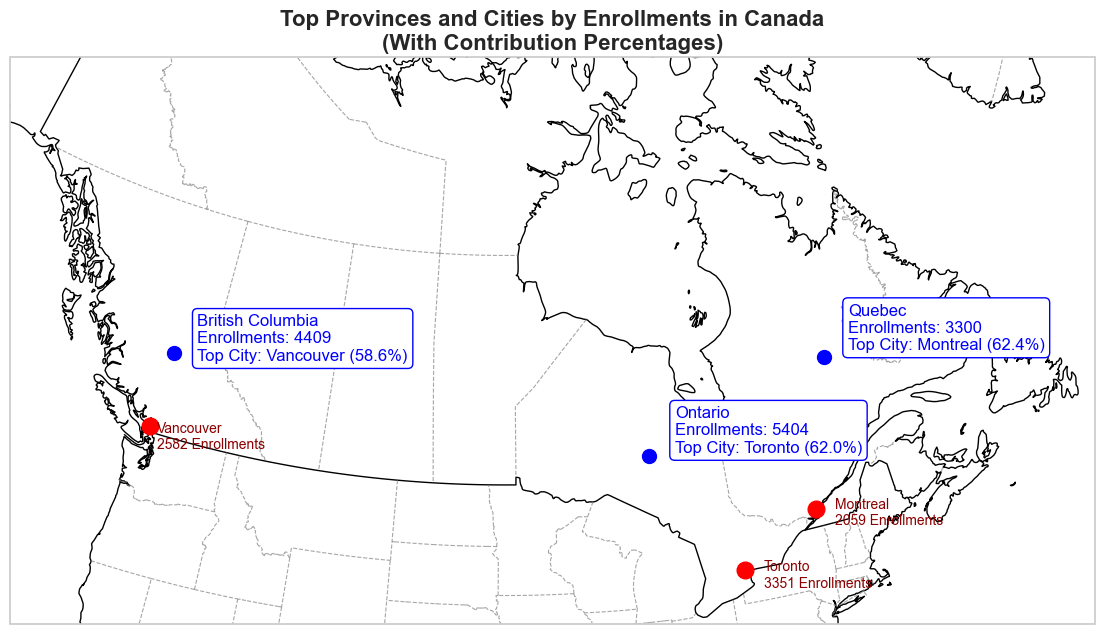 Top Provinces and Cities by Enrollments in Canada
(With Contribution Percentages)
British Columbia
Enrollments: 4409
Top City: Vancouver (58.6%)
Quebec
Enrollments: 3300
Top City: Montreal (62.4%)
Ontario
Enrollments: 5404
Top City: Toronto (62.0%)
Vancouver
2582 Enrollments
Montreal
2059 Enrollments
Toronto
3351 Enrollments